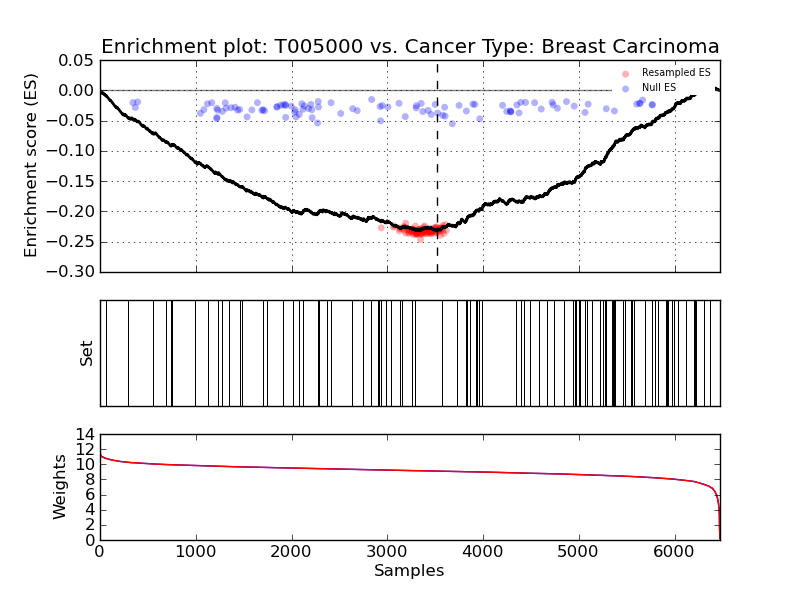 Enrichment plot: T005000 vs. Cancer Type: Breast Carcinoma
0.05
0.00
−0.05
−0.10
−0.15
−0.20
−0.25
−0.30
Enrichment score (ES)
Resampled ES
Null ES
Set
14
12
10
8
6
4
2
0
Weights
0 1000 2000 3000 4000 5000 6000
Samples